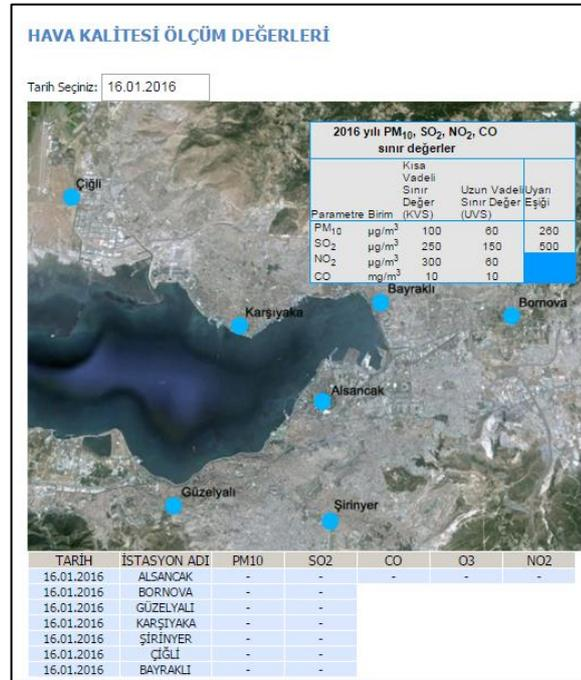 HAVA KALİTESİ ÖLÇÜM DEĞERLERİ
Tarih Seçiniz: 16.01.2016
2016 yılı PM10, SO2, NO2, CO
sınır değerler
Parametre Birim Kısa Vadeli Sınır Değer (KVS) Uzun Vadeli Sınır Değer (UVS) Uyarı Eşiği
PM10 µg/m³ 100 60 260
SO2 µg/m³ 250 150 500
NO2 µg/m³ 300 60
CO mg/m³ 10 10
Çiğli
Bayraklı
Bornova
Karşıyaka
Alsancak
Güzelyalı
Şirinyer
TARİH İSTASYON ADI PM10 SO2 CO O3 NO2
16.01.2016 ALSANCAK - - - - -
16.01.2016 BORNOVA - -
16.01.2016 GÜZELYALI - -
16.01.2016 KARŞIYAKA - -
16.01.2016 ŞİRİNYER - -
16.01.2016 ÇİĞLİ - -
16.01.2016 BAYRAKLI - -